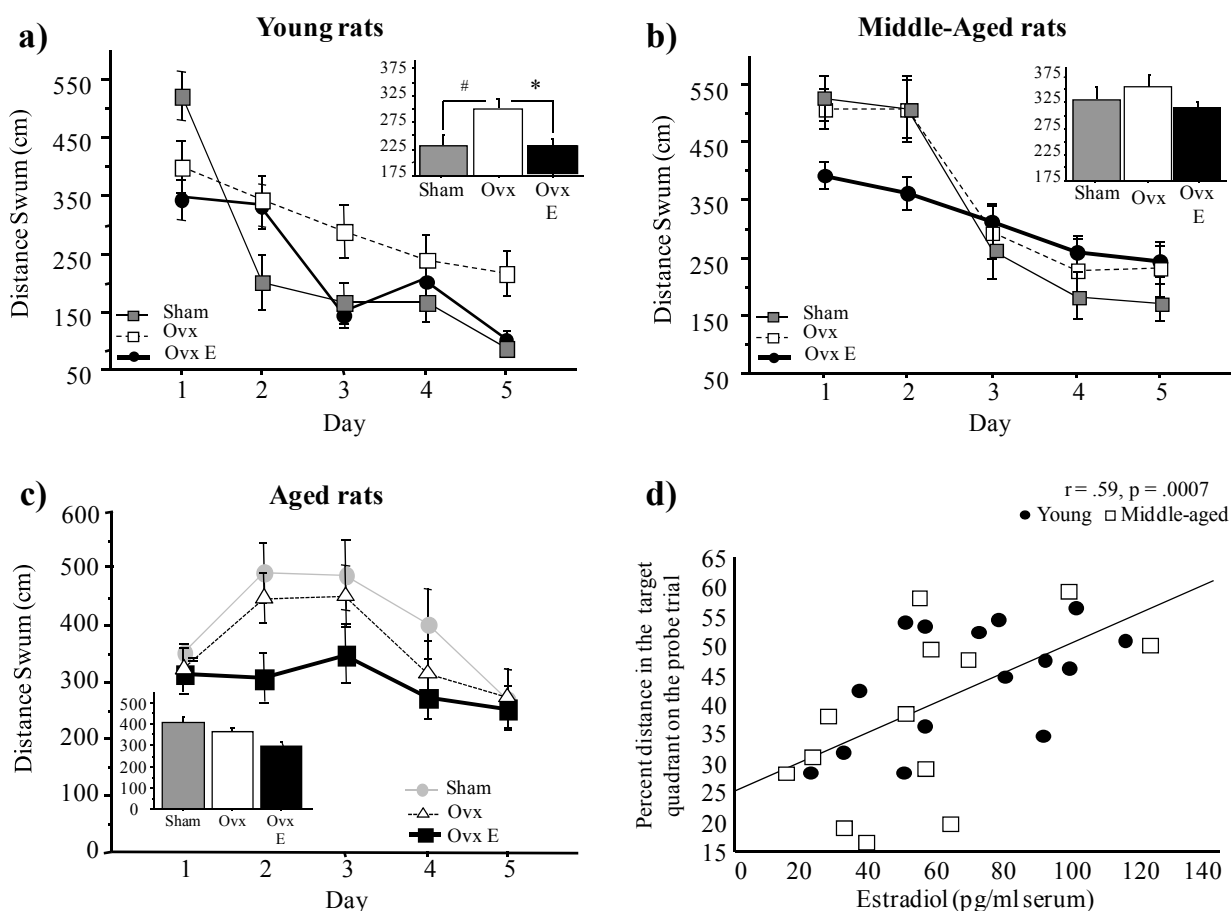 a)
Young rats
Distance Swum (cm)
550
450
350
250
150
50
375
325
275
225
175
#
*
Sham
Ovx
Ovx
E
Sham
Ovx
Ovx E
1
2
3
4
5
Day
b)
Middle-Aged rats
Distance Swum (cm)
550
450
350
250
150
50
375
325
275
225
175
Sham
Ovx
Ovx
E
Sham
Ovx
Ovx E
1
2
3
4
5
Day
c)
Aged rats
Distance Swum (cm)
600
500
400
300
200
100
0
500
400
300
200
100
0
Sham
Ovx
Ovx
E
Sham
Ovx
Ovx E
1
2
3
4
5
Day
d)
r = .59, p = .0007
Young
Middle-aged
Percent distance in the target
quadrant on the probe trial
65
60
55
50
45
40
35
30
25
20
15
0
20
40
60
80
100
120
140
Estradiol (pg/ml serum)